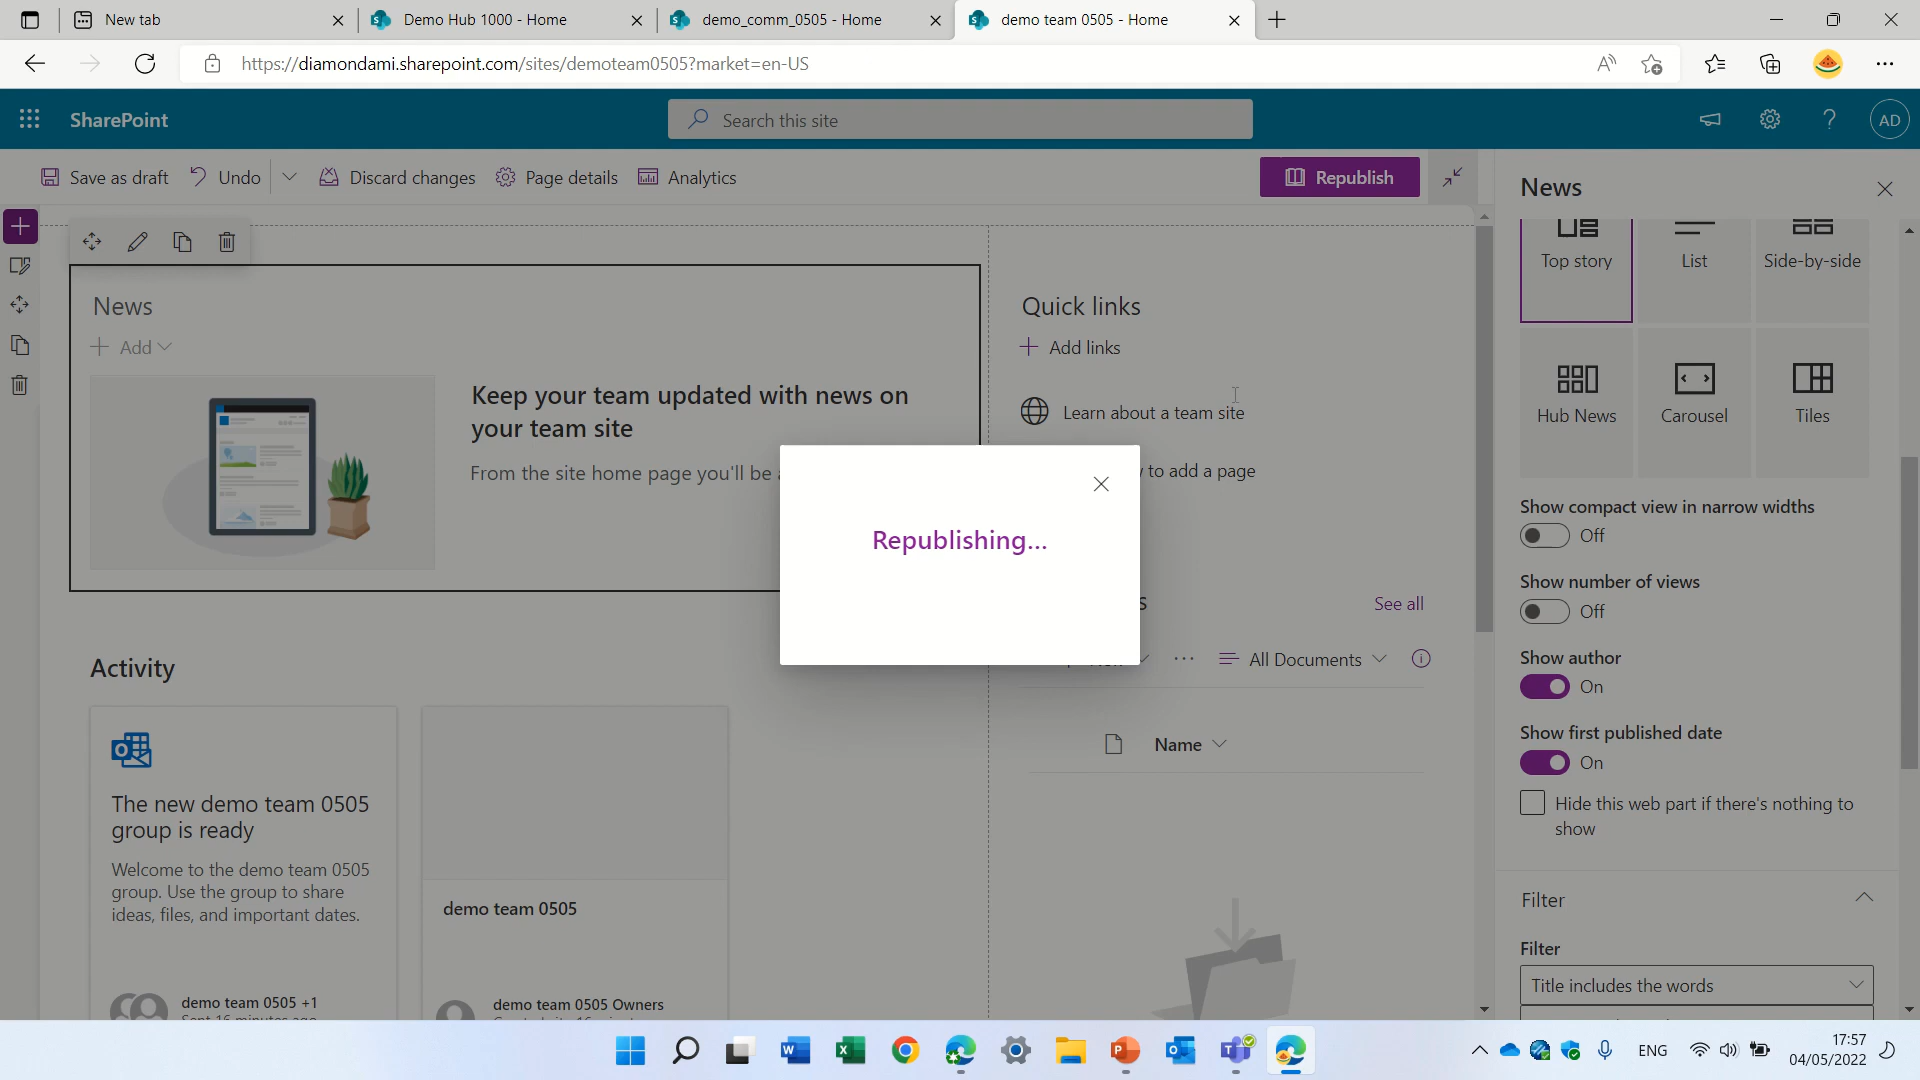 New tab
Demo Hub 1000 - Home
demo_comm_0505 - Home
demo team 0505 - Home
https://diamondami.sharepoint.com/sites/demoteam0505?market=en-US
SharePoint
Search this site
AD
Save as draft
Undo
Discard changes
Page details
Analytics
Republish
News
News
Add
Keep your team updated with news on
your team site
From the site home page you'll be
Quick links
Add links
Learn about a team site
to add a page
See all
All Documents
Name
Republishing...
Activity
The new demo team 0505
group is ready
Welcome to the demo team 0505
group. Use the group to share
ideas, files, and important dates.
demo team 0505 +1
demo team 0505
demo team 0505 Owners
Top story
List
Side-by-side
Hub News
Carousel
Tiles
Show compact view in narrow widths
Off
Show number of views
Off
Show author
On
Show first published date
On
Hide this web part if there's nothing to
show
Filter
Filter
Title includes the words
ENG
17:57
04/05/2022